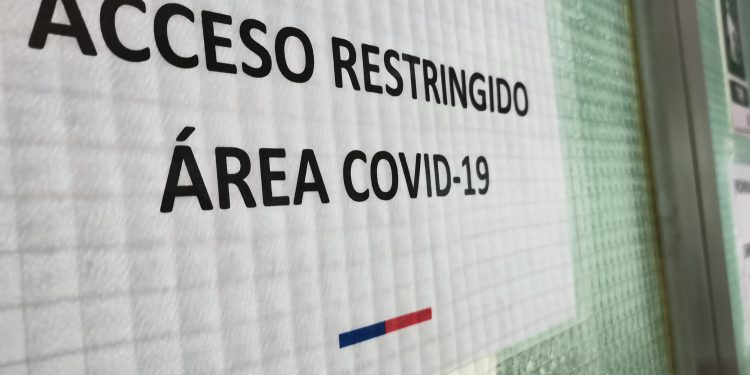 ACCESO RESTRINGIDO
ÁREA COVID-19